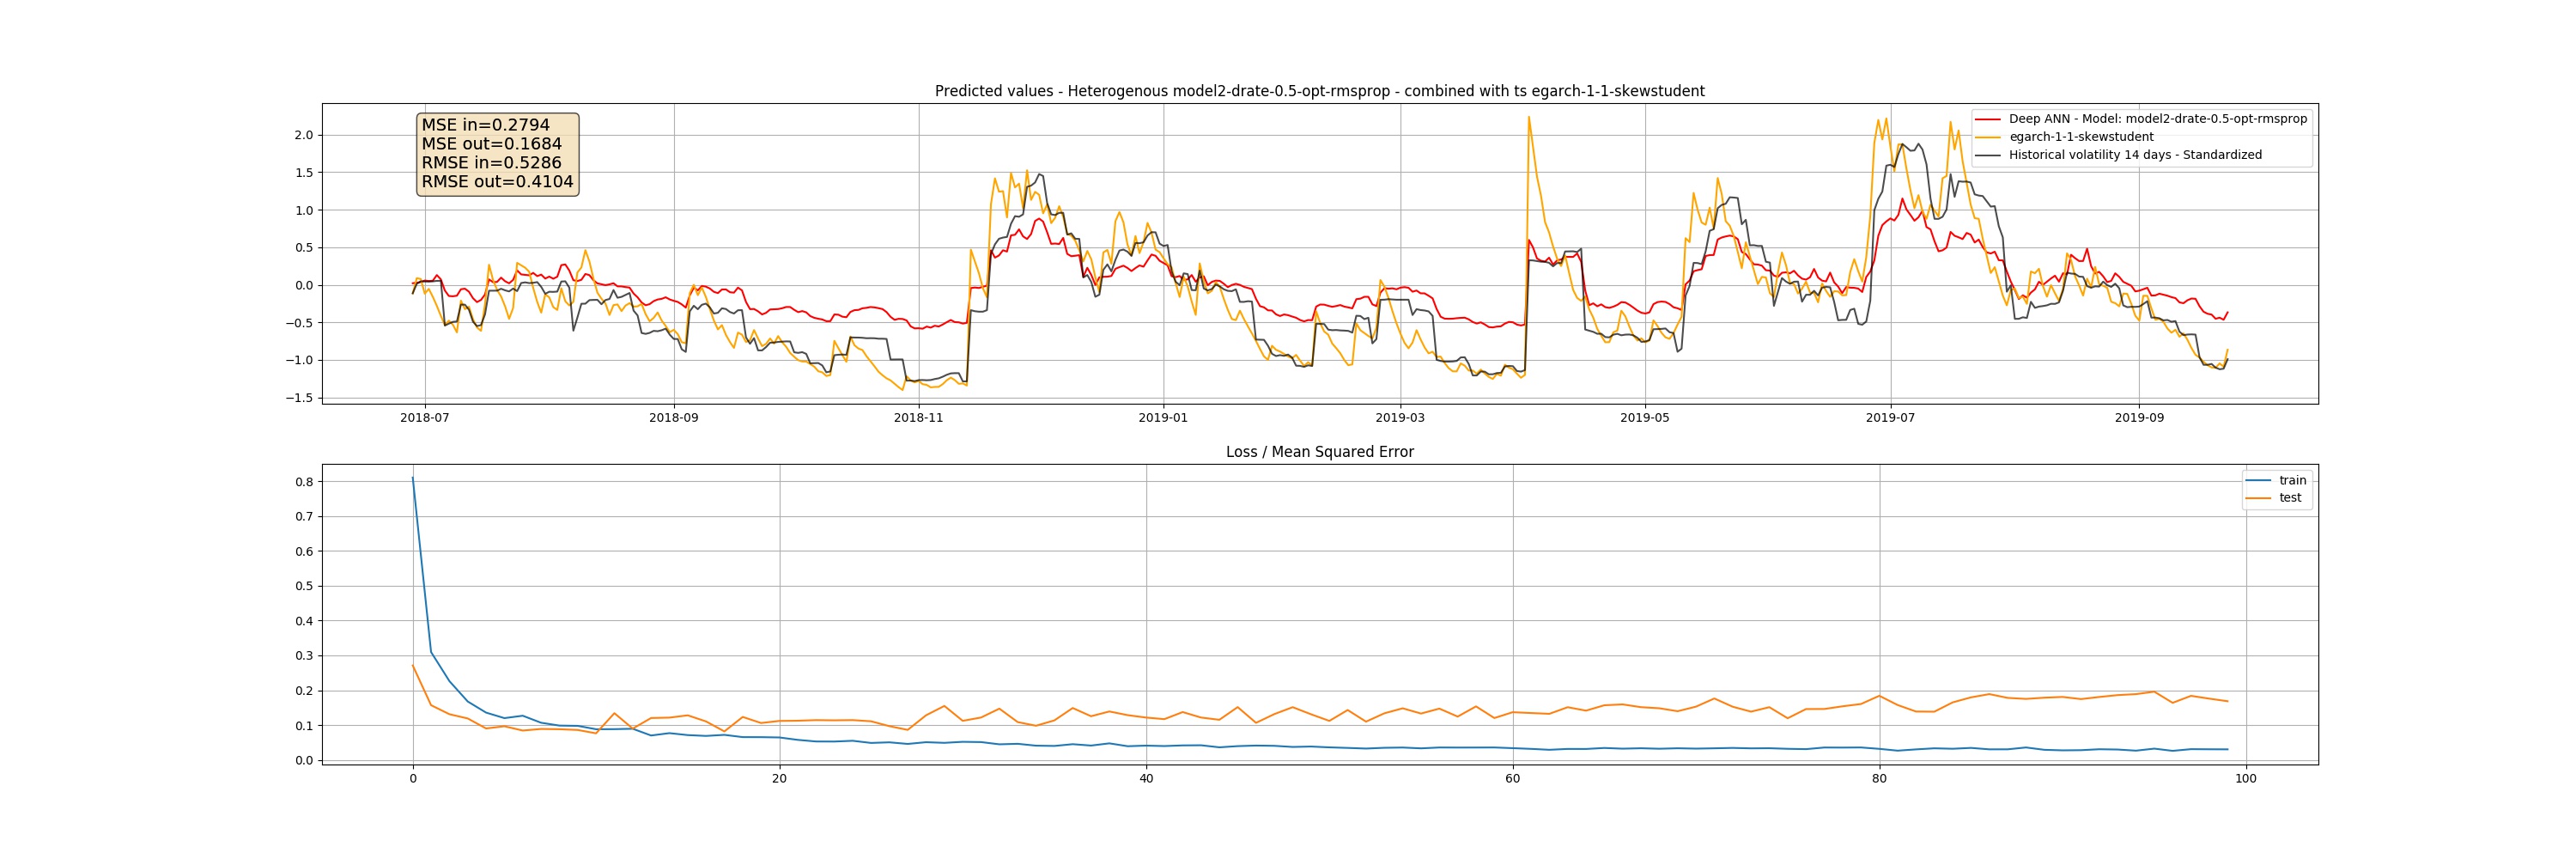 Predicted values - Heterogenous model2-drate-0.5-opt-rmsprop - combined with ts egarch-1-1-skewstudent
MSE in=0.2794
MSE out=0.1684
RMSE in=0.5286
RMSE out=0.4104
Deep ANN - Model: model2-drate-0.5-opt-rmsprop
egarch-1-1-skewstudent
Historical volatility 14 days - Standardized
2.0
1.5
1.0
0.5
0.0
−0.5
−1.0
−1.5
2018-07 2018-09 2018-11 2019-01 2019-03 2019-05 2019-07 2019-09
Loss / Mean Squared Error
train
test
0.8
0.7
0.6
0.5
0.4
0.3
0.2
0.1
0.0
0 20 40 60 80 100